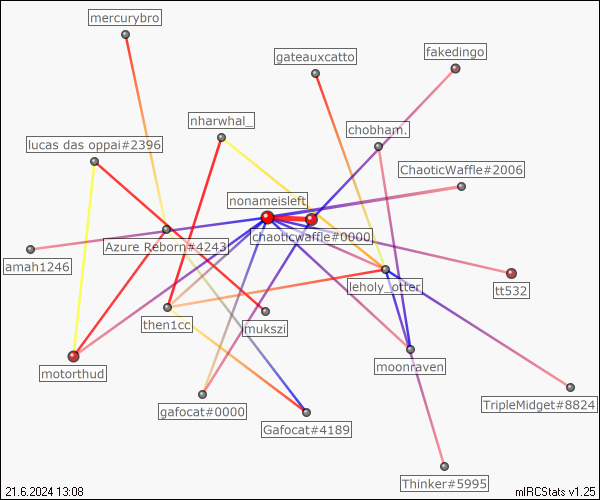 mercurybro
fakedingo
gateauxcatto
nharwhal_
chobham.
lucas das oppai#2396
ChaoticWaffle#2006
nonameisleft
chaoticwaffle#0000
Azure Reborn#4243
amah1246
leholy_otter
tt532
then1cc
mukszi
motorthud
moonraven
gafocat#0000
TripleMidget#8824
Gafocat#4189
Thinker#5995
21.6.2024 13:08
mIRCStats v1.25